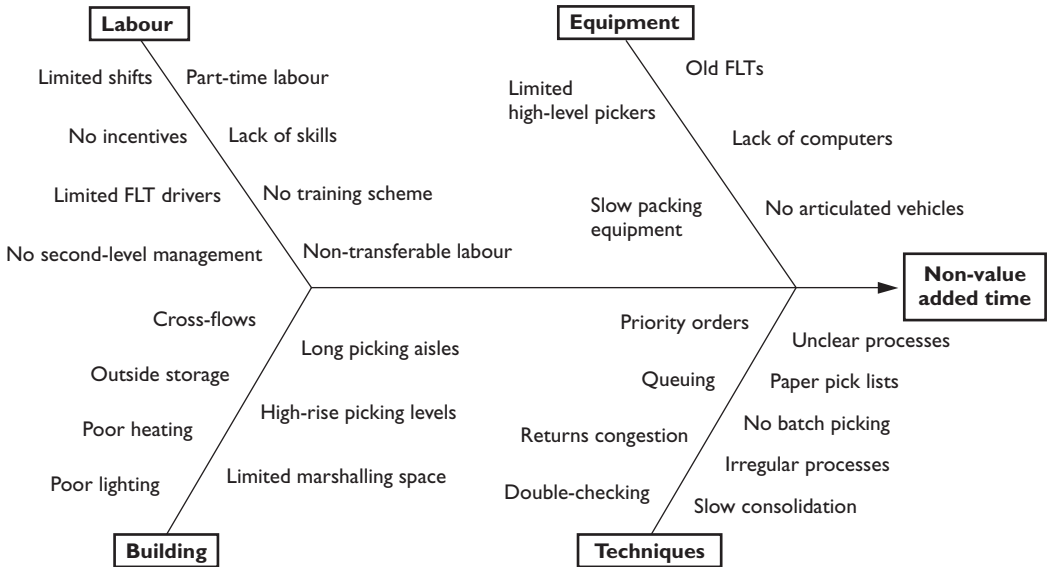 Labour
Equipment
Limited shifts
Part-time labour
Old FLTs
Limited
high-level pickers
No incentives
Lack of skills
Lack of computers
Limited FLT drivers
No training scheme
Slow packing
equipment
No articulated vehicles
No second-level management
Non-transferable labour
Non-value
added time
Cross-flows
Long picking aisles
Priority orders
Unclear processes
Outside storage
Queuing
Paper pick lists
Poor heating
High-rise picking levels
No batch picking
Returns congestion
Irregular processes
Poor lighting
Limited marshalling space
Double-checking
Slow consolidation
Building
Techniques